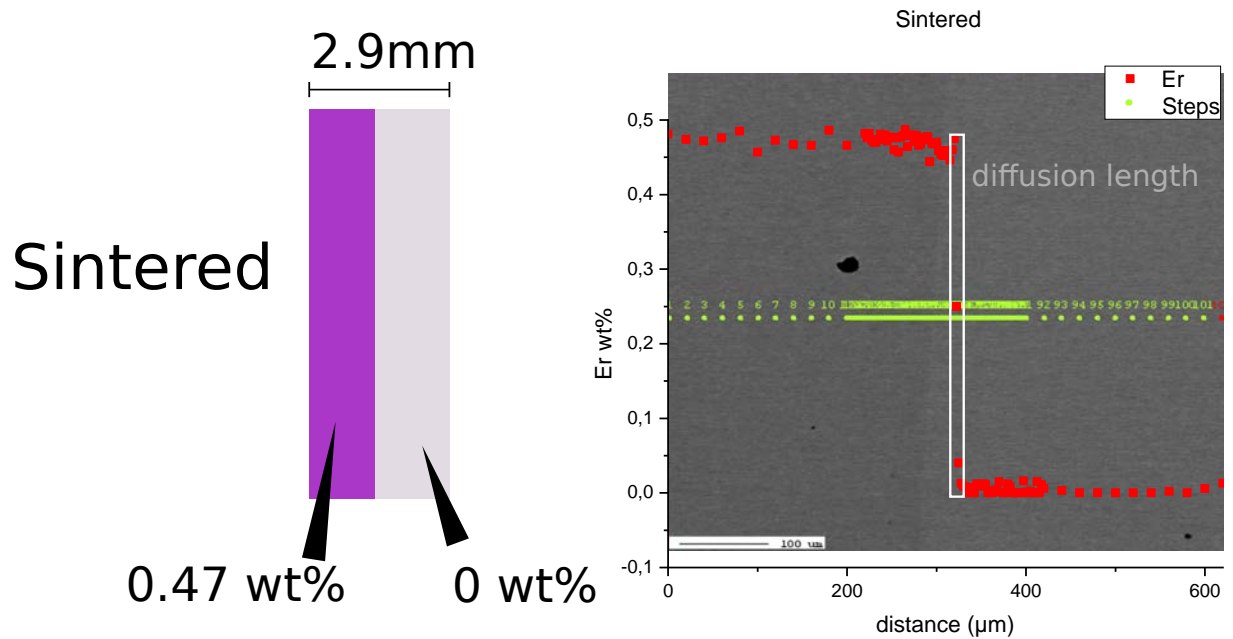 2.9mm
Sintered
0.47 wt%
0 wt%
Sintered
Er
Steps
diffusion length
0,5
0,4
0,3
0,2
0,1
0,0
-0,1
Er wt%
2 3 4 5 6 7 8 9 10
92 93 94 95 96 97 98 99 100 101
100 um
0 200 400 600
distance (µm)